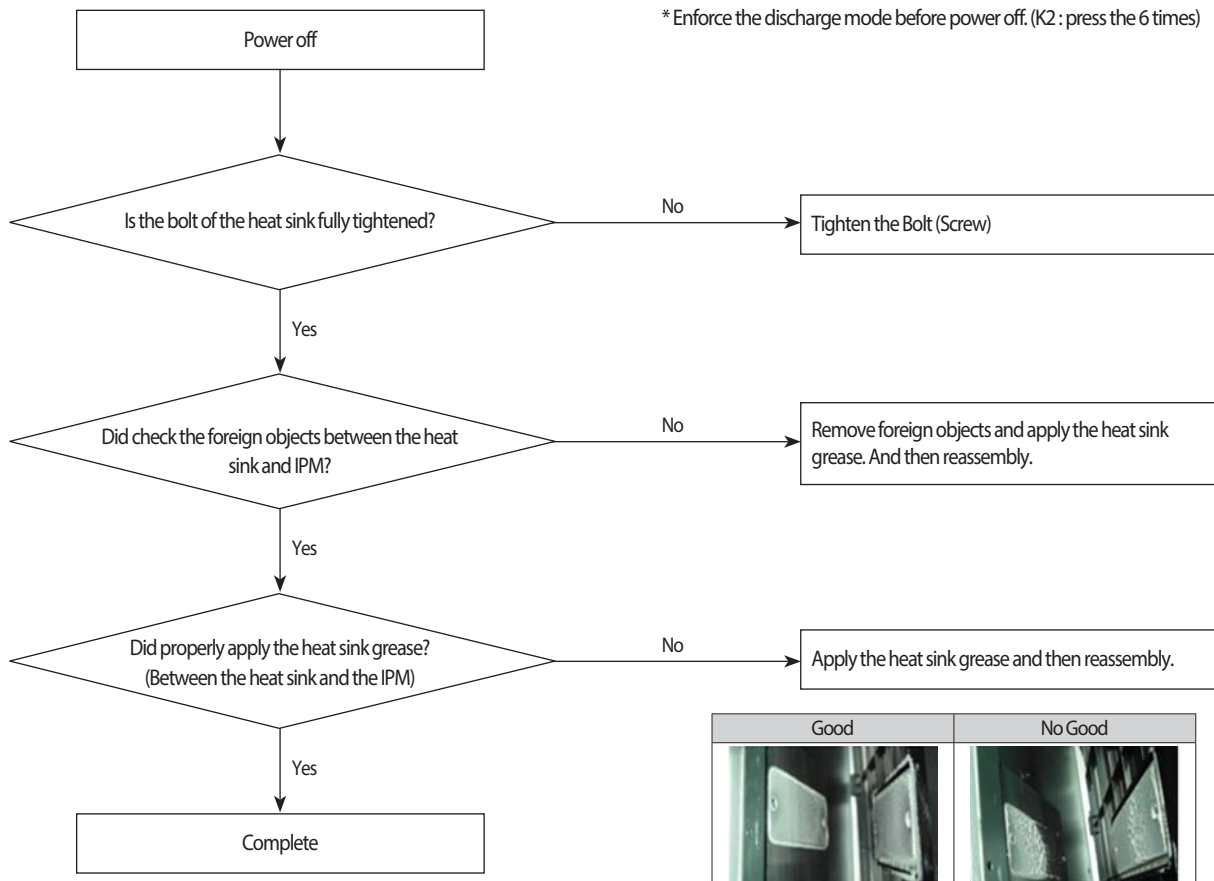 * Enforce the discharge mode before power off. (K2 : press the 6 times)
Power off
Is the bolt of the heat sink fully tightened?
No
Tighten the Bolt (Screw)
Yes
Did check the foreign objects between the heat
sink and IPM?
No
Remove foreign objects and apply the heat sink
grease. And then reassembly.
Yes
Did properly apply the heat sink grease?
(Between the heat sink and the IPM)
No
Apply the heat sink grease and then reassembly.
Yes
Complete
Good
No Good